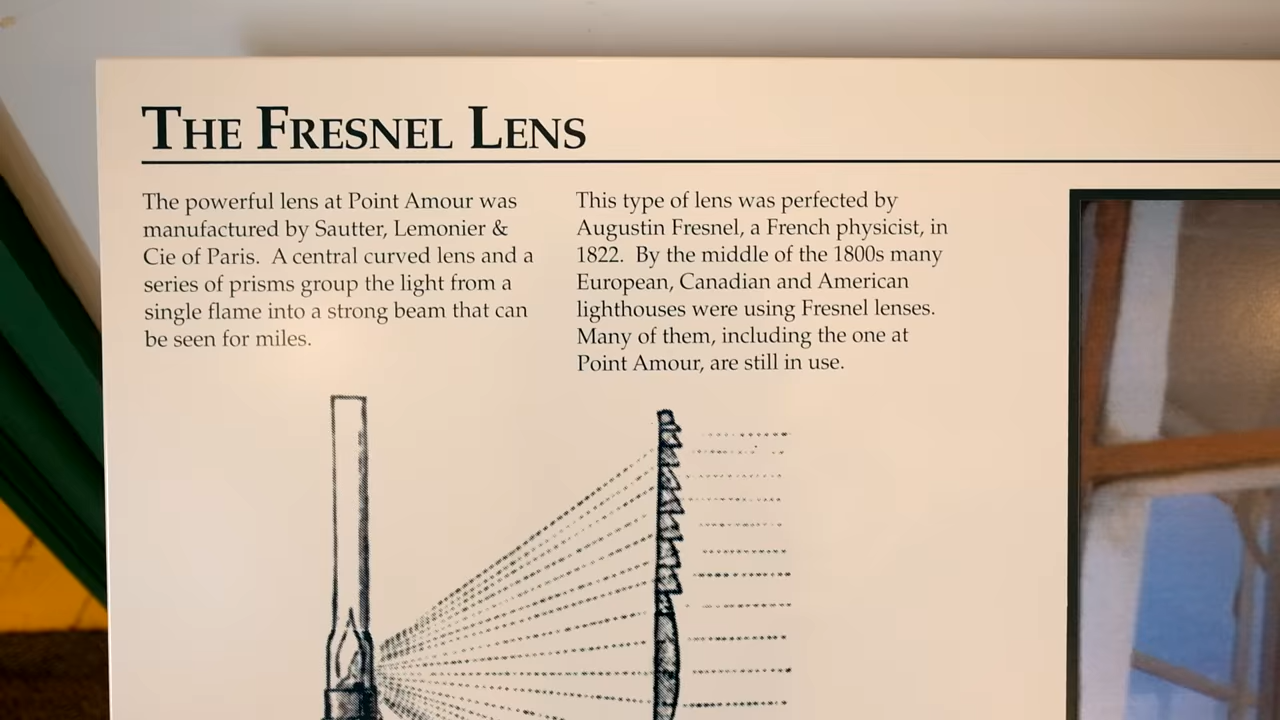 THE FRESNEL LENS
The powerful lens at Point Amour was
manufactured by Sautter, Lemonier &
Cie of Paris.  A central curved lens and a
series of prisms group the light from a
single flame into a strong beam that can
be seen for miles.
This type of lens was perfected by
Augustin Fresnel, a French physicist, in
1822.  By the middle of the 1800s many
European, Canadian and American
lighthouses were using Fresnel lenses.
Many of them, including the one at
Point Amour, are still in use.